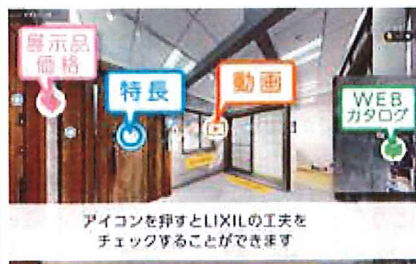 展示品
価格
特長
動画
WEB
カタログ
アイコンを押すとLIXILの工夫を
チェックすることができます